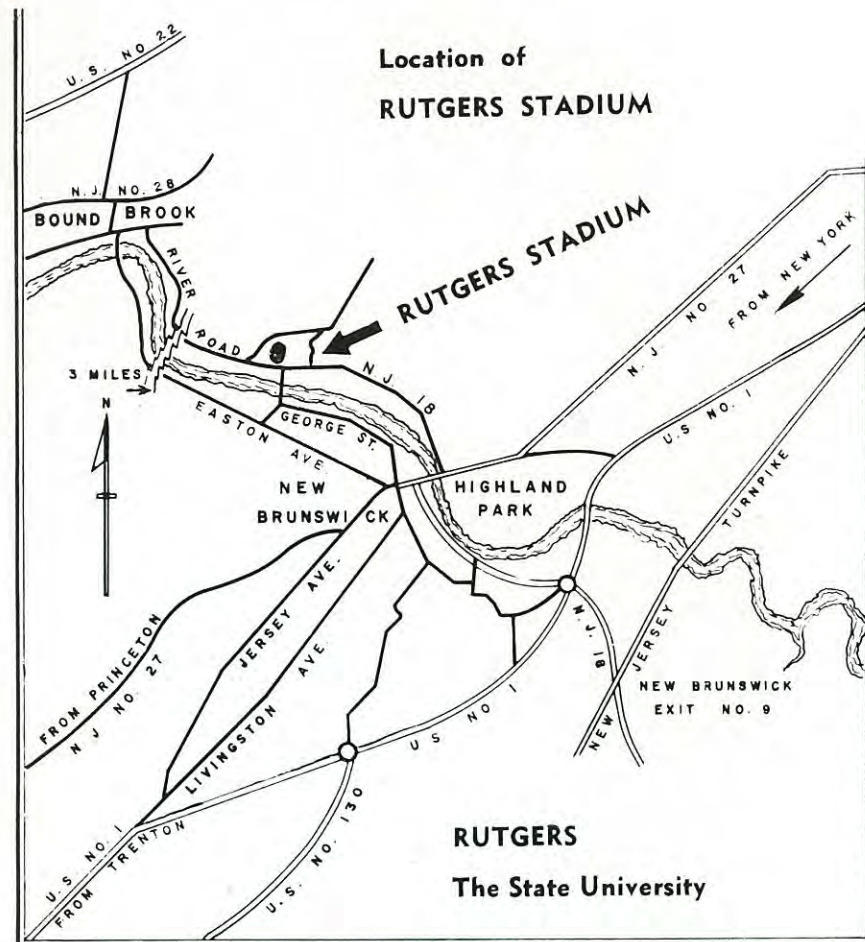 Location of
RUTGERS STADIUM
U. S. NO 22
N. J. NO. 28
BOUND BROOK
RIVER ROAD
RUTGERS STADIUM
N. J. NO 27
FROM NEW YORK
N. J. 18
3 MILES
N
EASTON AVE.
GEORGE ST.
U.S NO. 1
NEW
BRUNSWICK
HIGHLAND
PARK
NEW JERSEY TURNPIKE
JERSEY AVE.
LIVINGSTON AVE
FROM PRINCETON
N J NO. 27
N. J. 18
NEW BRUNSWICK
EXIT NO. 9
US NO 1
U. S. NO. 1
FROM TRENTON
U. S. NO. 130
RUTGERS
The State University